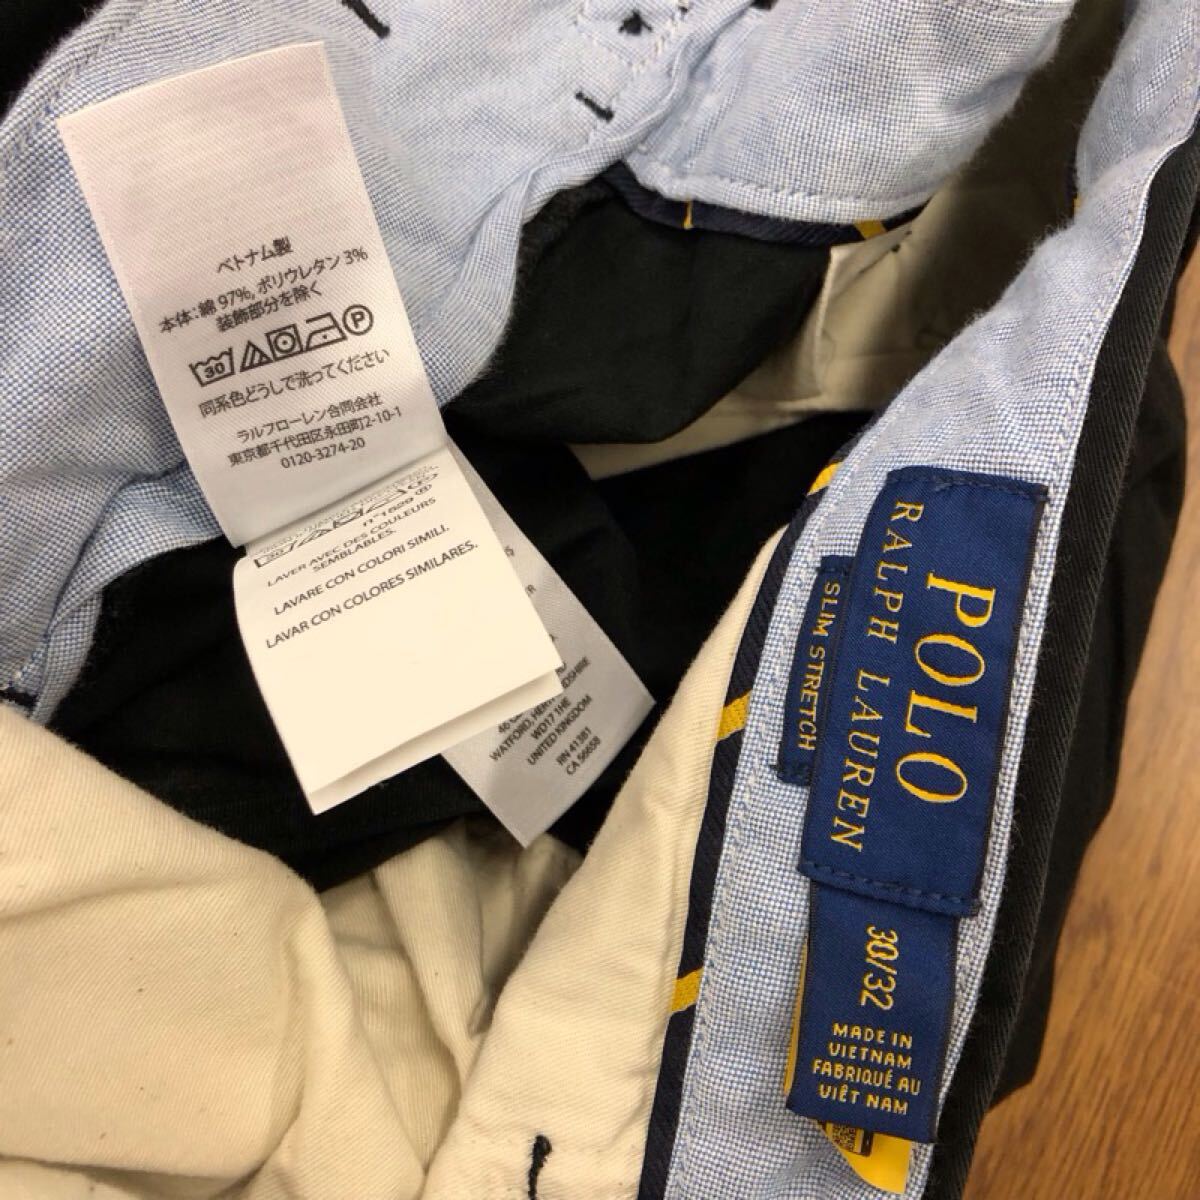 ベトナム製
本体：綿 97%, ポリウレタン 3%
装飾部分を除く
30
P
同系色どうしで洗ってください
ラルフローレン合同会社
東京都千代田区永田町2-10-1
0120-3274-20
n°1629
LAVER AVEC DES COULEURS
SEMBLABLES.
LAVARE CON COLORI SIMILI.
LAVAR CON COLORES SIMILARES.
WATFORD,
WD17 1HE
UNITED KINGDOM
RN 41381
CA 56658
POLO
RALPH LAUREN
SLIM STRETCH
30/32
MADE IN
VIETNAM
FABRIQUÉ AU
VIÊT NAM